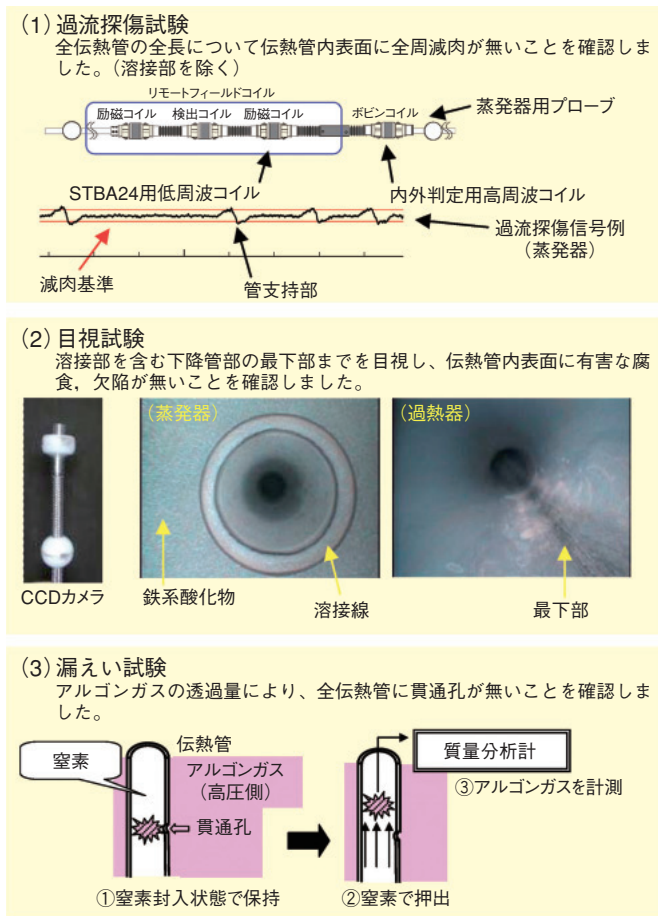 (1)過流探傷試験
全伝熱管の全長について伝熱管内表面に全周減肉が無いことを確認しま
した。(溶接部を除く)
リモートフィールドコイル
励磁コイル 検出コイル 励磁コイル
ボビンコイル
蒸発器用プローブ
STBA24用低周波コイル
内外判定用高周波コイル
過流探傷信号例
(蒸発器)
減肉基準
管支持部
(2)目視試験
溶接部を含む下降管部の最下部までを目視し、伝熱管内表面に有害な腐
食，欠陥が無いことを確認しました。
(蒸発器)
(過熱器)
CCDカメラ
鉄系酸化物
溶接線
最下部
(3)漏えい試験
アルゴンガスの透過量により、全伝熱管に貫通孔が無いことを確認しま
した。
窒素
伝熱管
アルゴンガス
(高圧側)
貫通孔
①窒素封入状態で保持
質量分析計
③アルゴンガスを計測
②窒素で押出